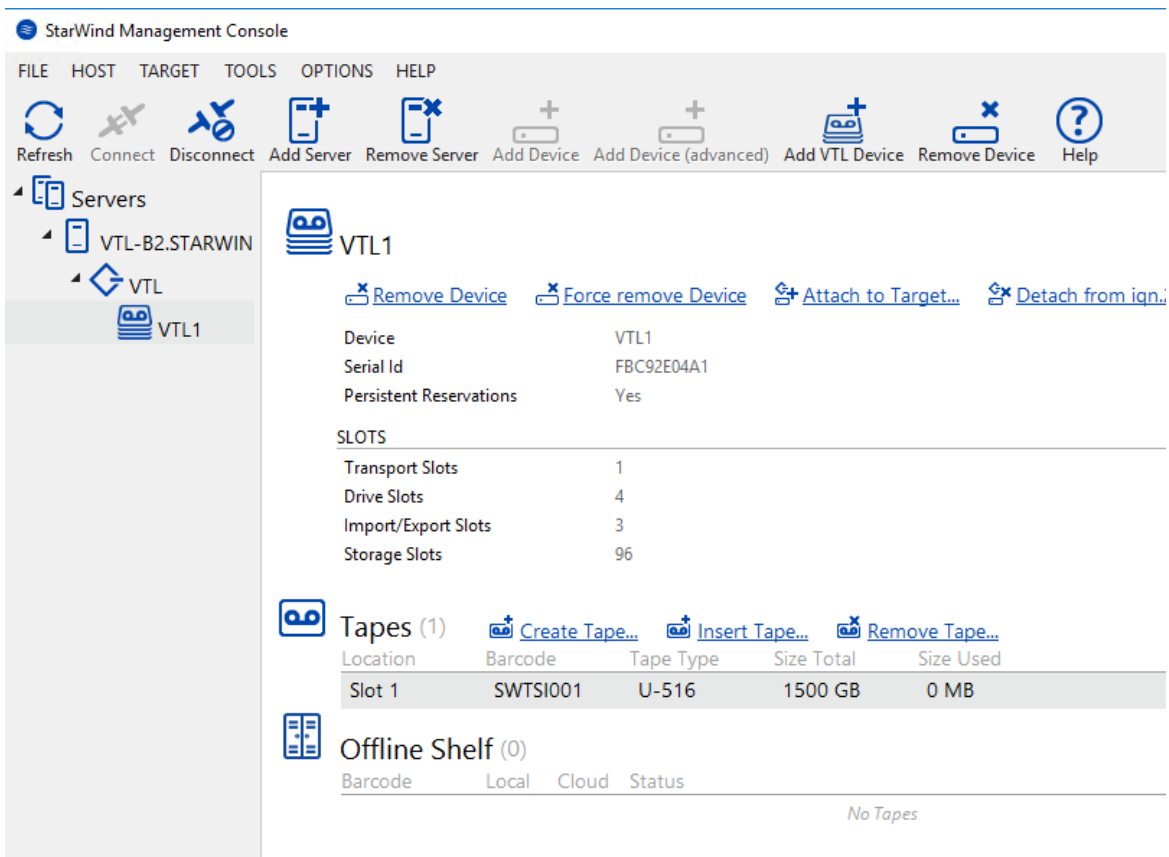 StarWind Management Console
FILE HOST TARGET TOOLS OPTIONS HELP
Refresh Connect Disconnect Add Server Remove Server Add Device Add Device (advanced) Add VTL Device Remove Device Help
Servers
VTL-B2.STARWIN
VTL
VTL1
VTL1
Remove Device Force remove Device Attach to Target... Detach from iqn.2
Device VTL1
Serial Id FBC92E04A1
Persistent Reservations Yes
SLOTS
Transport Slots 1
Drive Slots 4
Import/Export Slots 3
Storage Slots 96
Tapes (1) Create Tape... Insert Tape... Remove Tape...
Location Barcode Tape Type Size Total Size Used
Slot 1 SWTSI001 U-516 1500 GB 0 MB
Offline Shelf (0)
Barcode Local Cloud Status
No Tapes